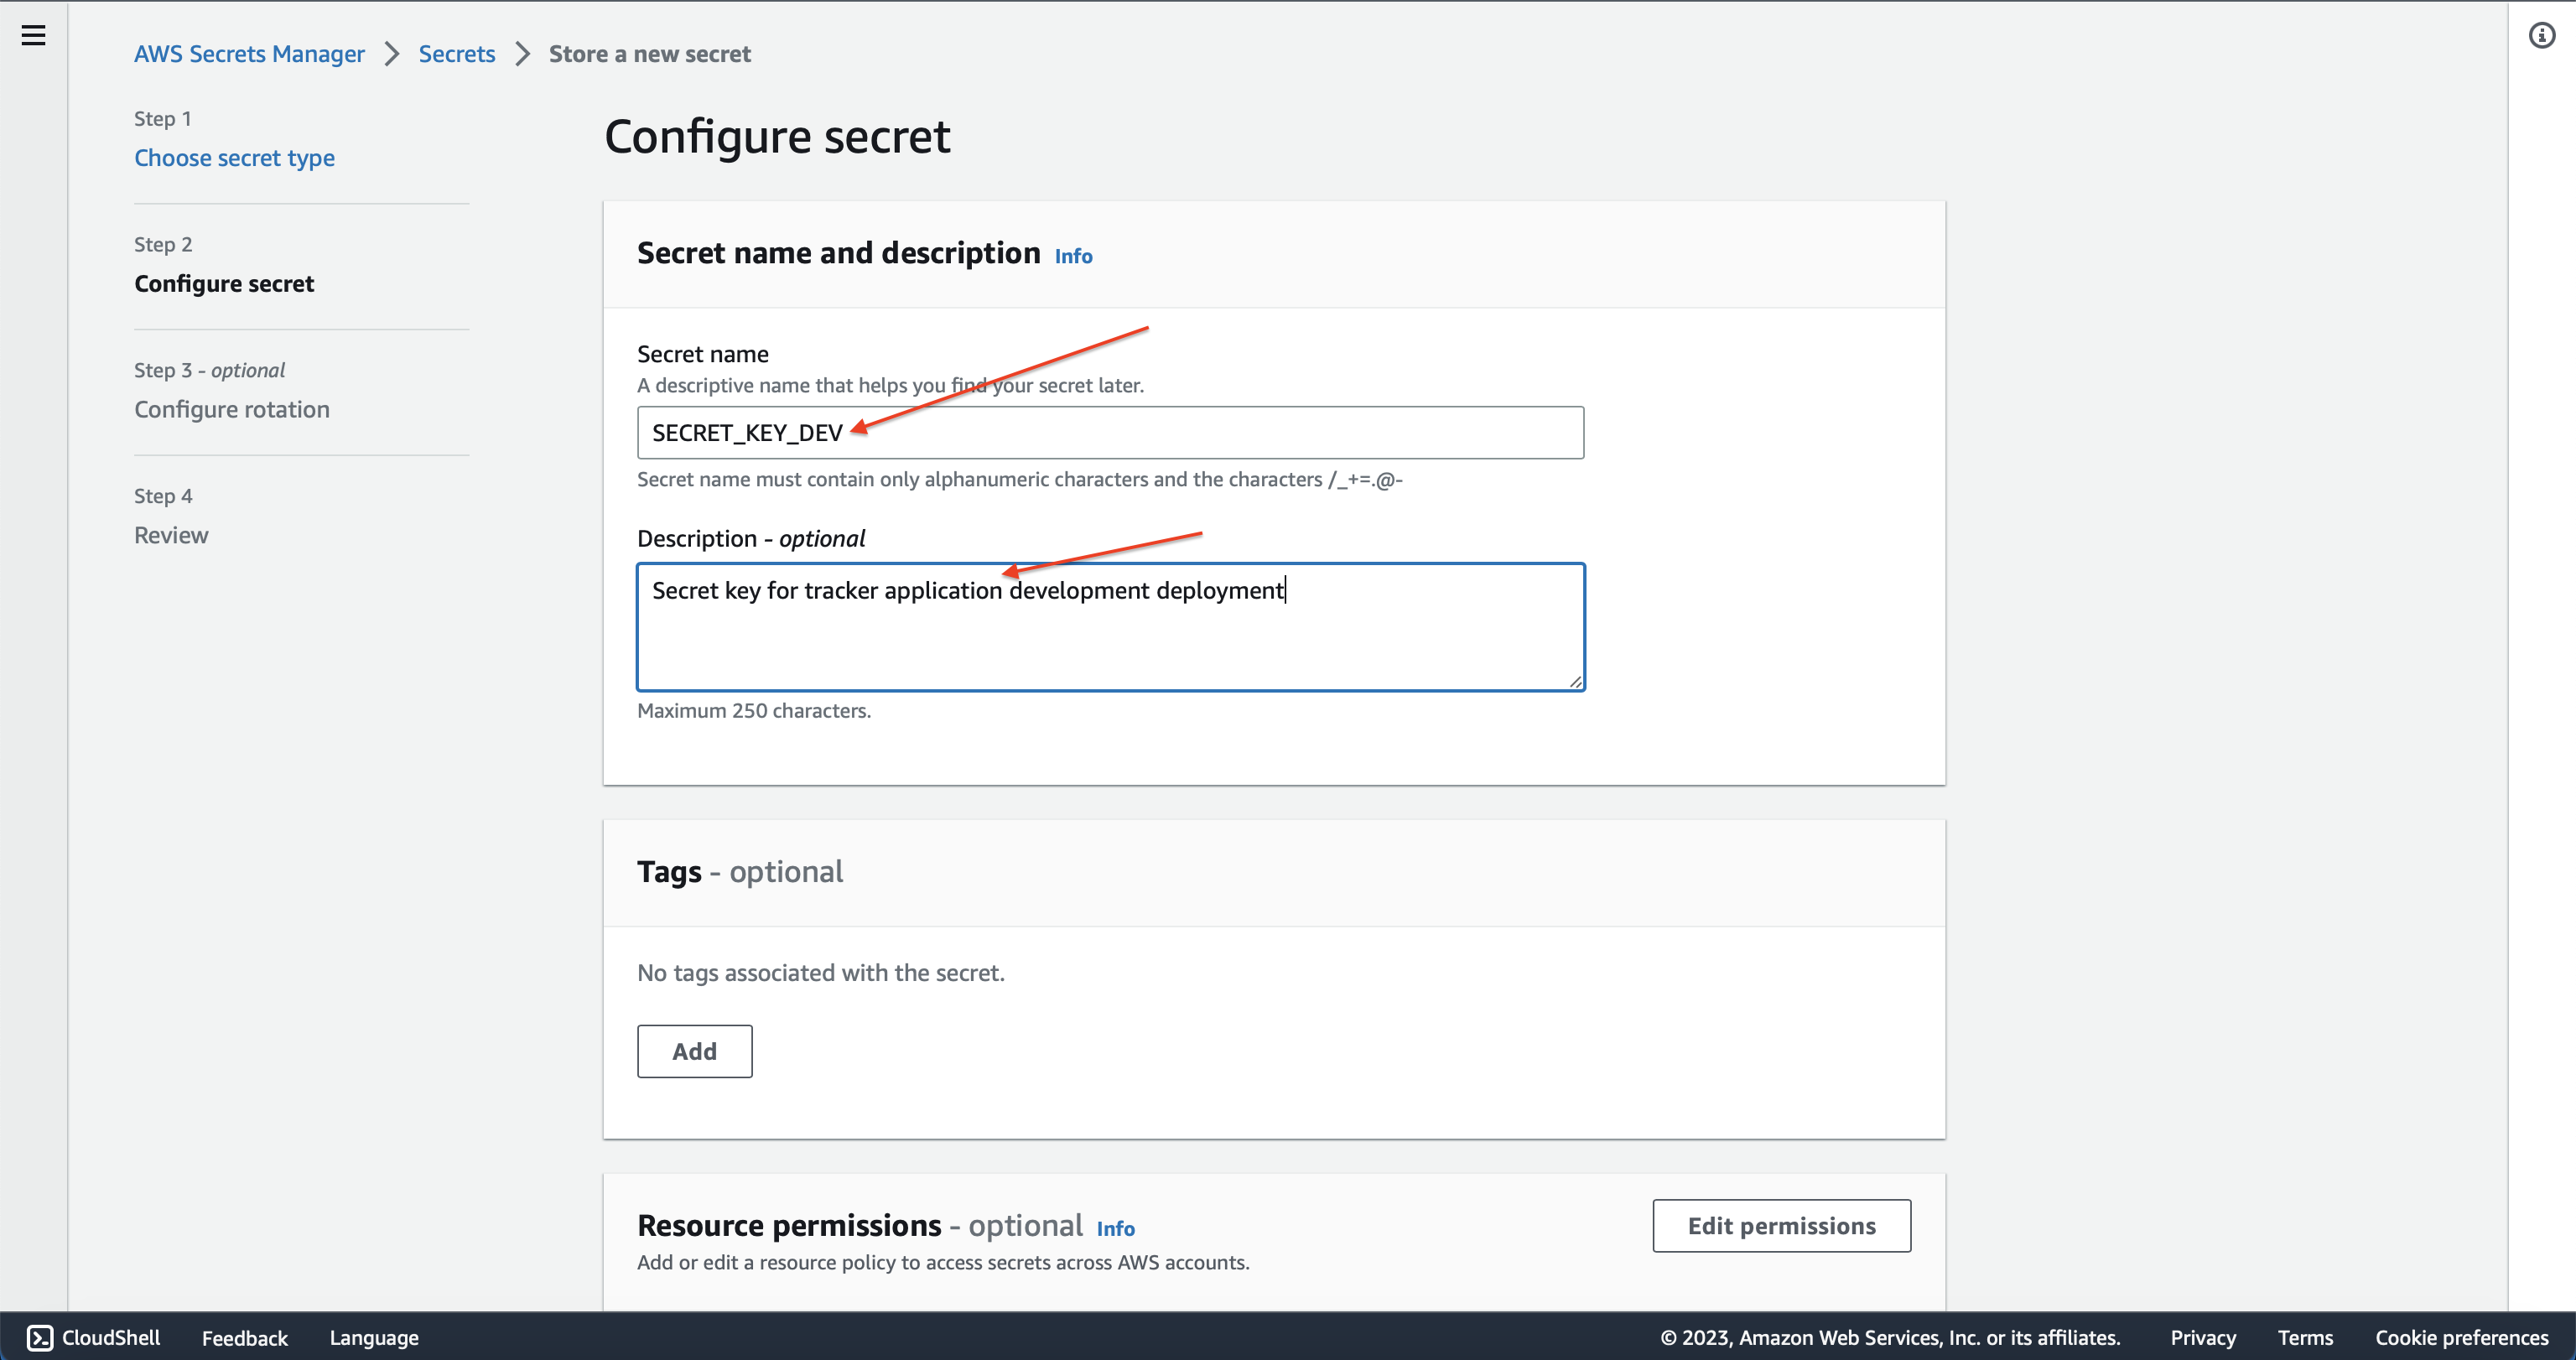 AWS Secrets Manager > Secrets > Store a new secret
Step 1
Choose secret type
Step 2
Configure secret
Step 3 - optional
Configure rotation
Step 4
Review
Configure secret
Secret name and description Info
Secret name
A descriptive name that helps you find your secret later.
SECRET_KEY_DEV
Secret name must contain only alphanumeric characters and the characters /_+=.@-
Description - optional
Secret key for tracker application development deployment
Maximum 250 characters.
Tags - optional
No tags associated with the secret.
Add
Resource permissions - optional Info
Edit permissions
Add or edit a resource policy to access secrets across AWS accounts.
CloudShell Feedback Language © 2023, Amazon Web Services, Inc. or its affiliates. Privacy Terms Cookie preferences